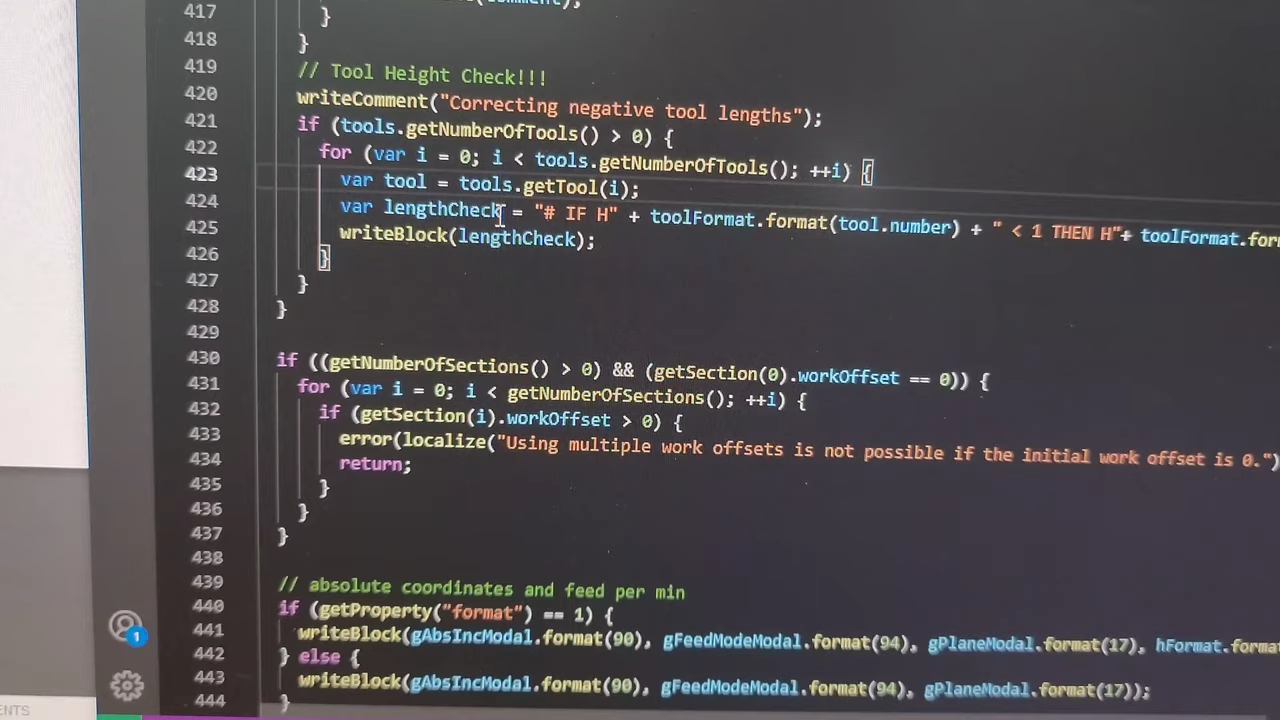 417
}
418
}
419
// Tool Height Check!!!
420
writeComment("Correcting negative tool lengths");
421
if (tools.getNumberOfTools() > 0) {
422
for (var i = 0; i < tools.getNumberOfTools(); ++i) {
423
var tool = tools.getTool(i);
424
var lengthCheck = "# IF H" + toolFormat.format(tool.number) + " < 1 THEN H"+ toolFormat.for
425
writeBlock(lengthCheck);
426
}
427
}
428
}
429
430
if ((getNumberOfSections() > 0) && (getSection(0).workOffset == 0)) {
431
for (var i = 0; i < getNumberOfSections(); ++i) {
432
if (getSection(i).workOffset > 0) {
433
error(localize("Using multiple work offsets is not possible if the initial work offset is 0.")
434
return;
435
}
436
}
437
}
438
439
// absolute coordinates and feed per min
440
if (getProperty("format") == 1) {
441
writeBlock(gAbsIncModal.format(90), gFeedModeModal.format(94), gPlaneModal.format(17), hFormat.forma
442
} else {
443
writeBlock(gAbsIncModal.format(90), gFeedModeModal.format(94), gPlaneModal.format(17));
444
}
1
ENTS